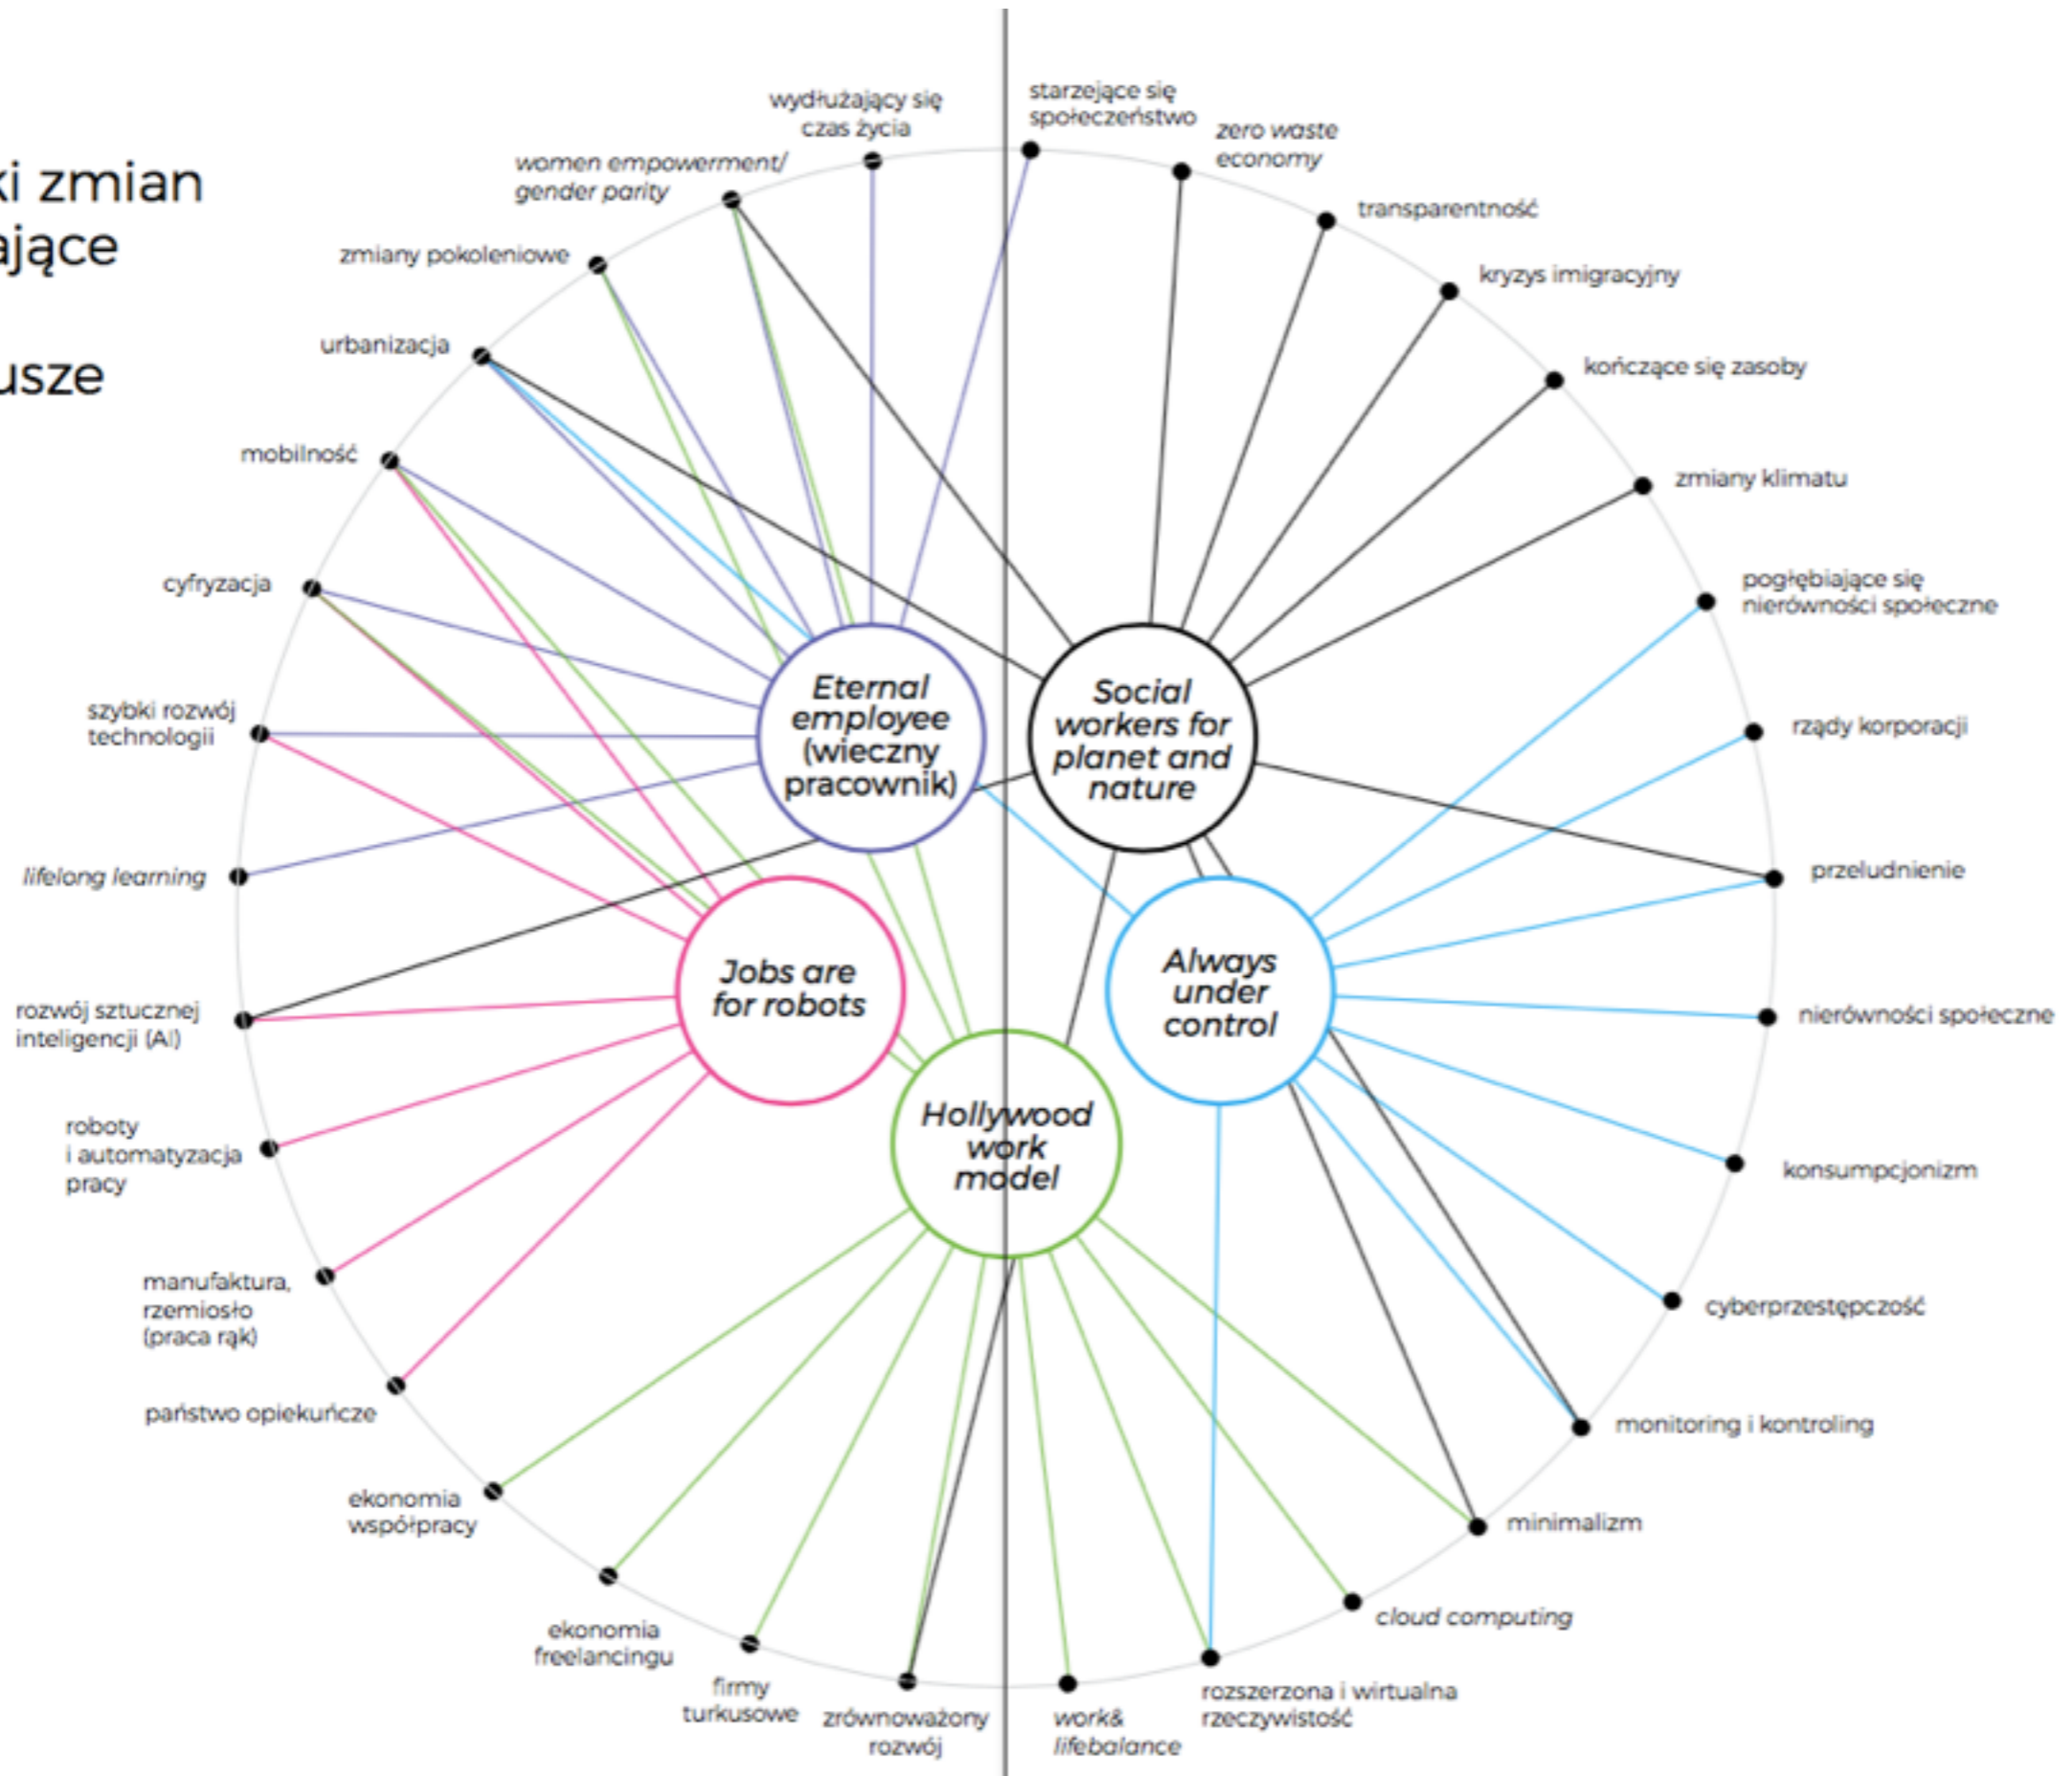 ki zmian
ające
usze
wydłużający się
czas życia
starzejące się
społeczeństwo
zero waste
economy
women empowerment/
gender parity
transparentność
zmiany pokoleniowe
kryzys imigracyjny
urbanizacja
kończące się zasoby
mobilność
zmiany klimatu
cyfryzacja
pogłębiające się
nierówności społeczne
szybki rozwój
technologii
rządy korporacji
Eternal
employee
(wieczny
pracownik)
Social
workers for
planet and
nature
lifelong learning
przeludnienie
Jobs are
for robots
Always
under
control
rozwój sztucznej
inteligencji (AI)
nierówności społeczne
roboty
i automatyzacja
pracy
Hollywood
work
model
konsumpcjonizm
manufaktura,
rzemiosło
(praca rąk)
cyberprzestępczość
państwo opiekuńcze
monitoring i kontroling
ekonomia
współpracy
minimalizm
ekonomia
freelancingu
cloud computing
firmy
turkusowe
zrównoważony
rozwój
work&
lifebalance
rozszerzona i wirtualna
rzeczywistość